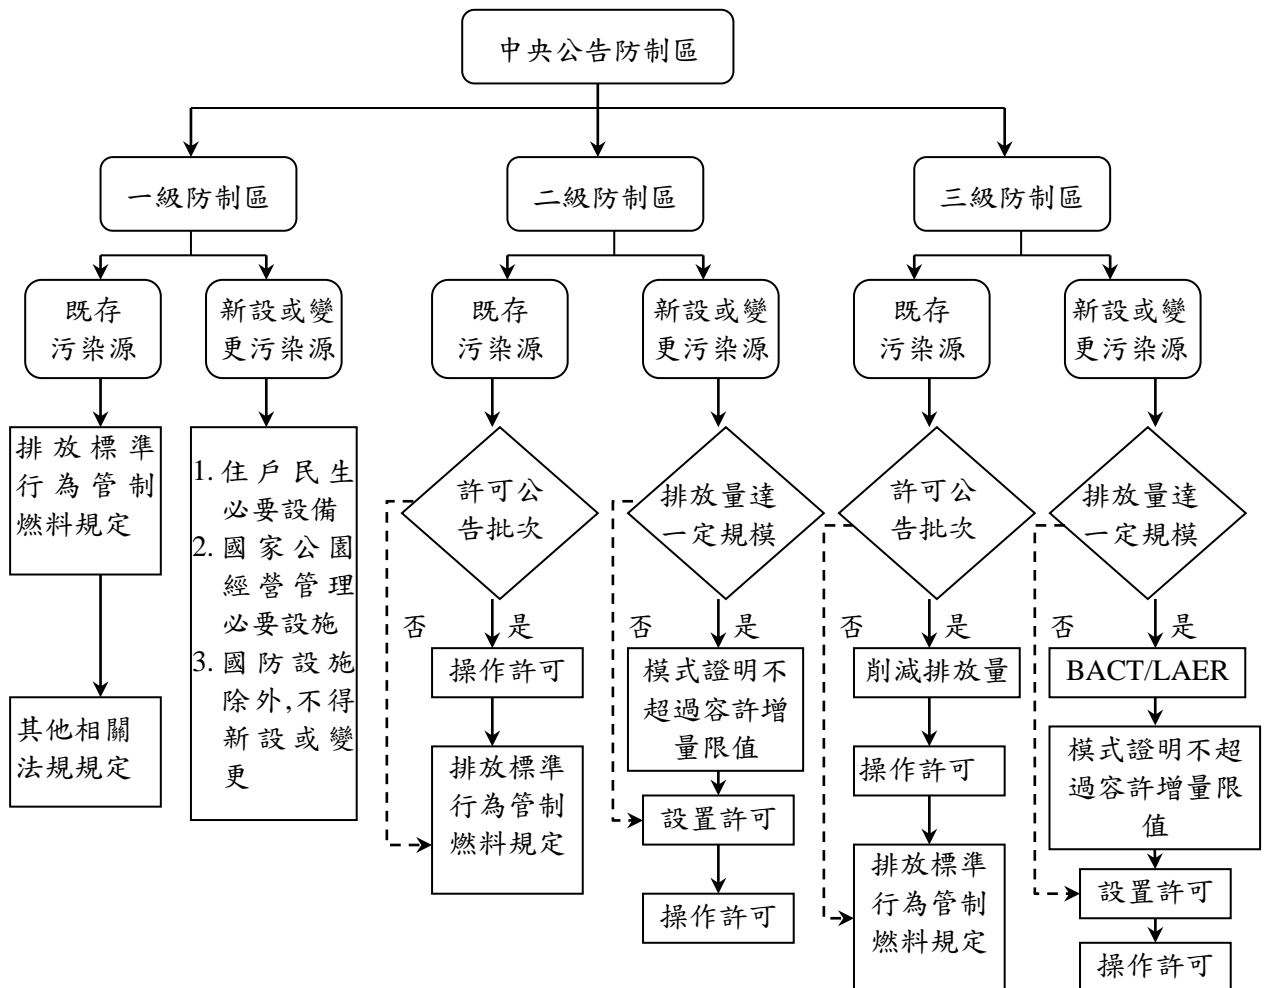 中央公告防制區
一級防制區
二級防制區
三級防制區
既存
污染源
新設或變
更污染源
既存
污染源
新設或變
更污染源
既存
污染源
新設或變
更污染源
排放標準
行為管制
燃料規定
其他相關
法規規定
1. 住戶民生
必要設備
2. 國家公園
經營管理
必要設施
3. 國防設施
除外,不得
新設或變
更
許可公
告批次
否
是
操作許可
排放標準
行為管制
燃料規定
排放量達
一定規模
否
是
模式證明不
超過容許增
量限值
設置許可
操作許可
許可公
告批次
否
是
削減排放量
操作許可
排放標準
行為管制
燃料規定
排放量達
一定規模
否
是
BACT/LAER
模式證明不超
過容許增量限
值
設置許可
操作許可